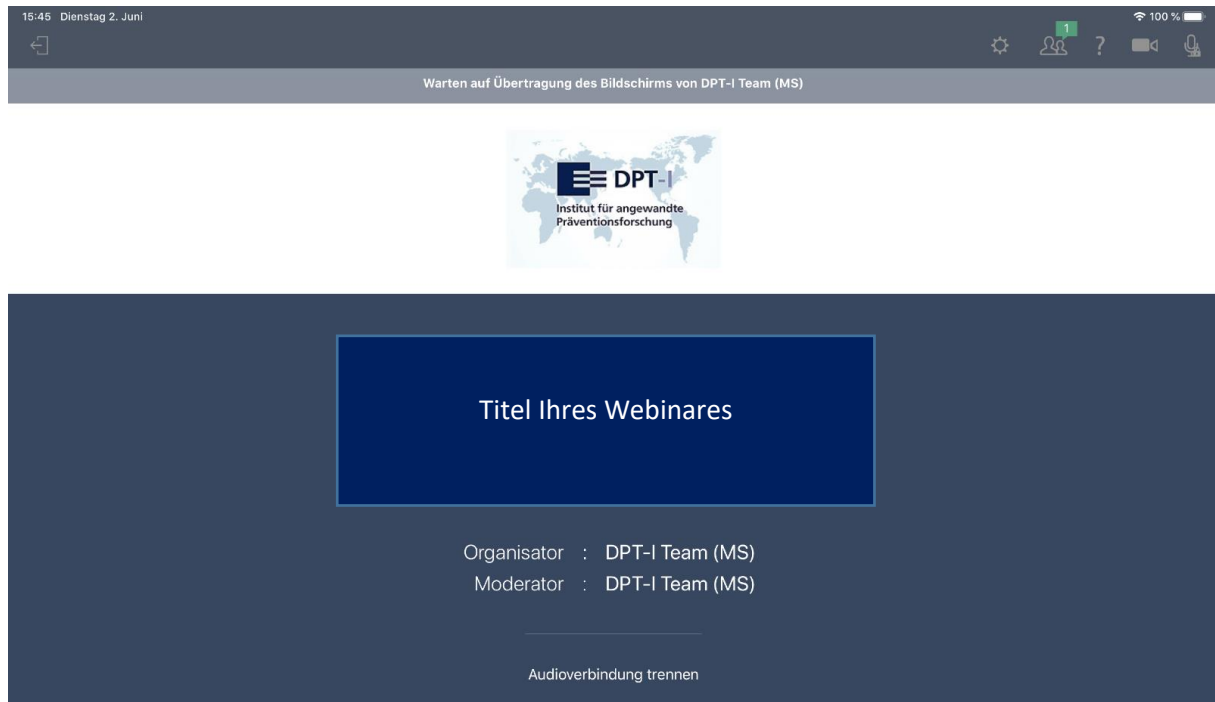 15:45 Dienstag 2. Juni
100 %
1
?
Warten auf Übertragung des Bildschirms von DPT-I Team (MS)
DPT-I
Institut für angewandte
Präventionsforschung
Titel Ihres Webinares
Organisator : DPT-I Team (MS)
Moderator : DPT-I Team (MS)
Audioverbindung trennen